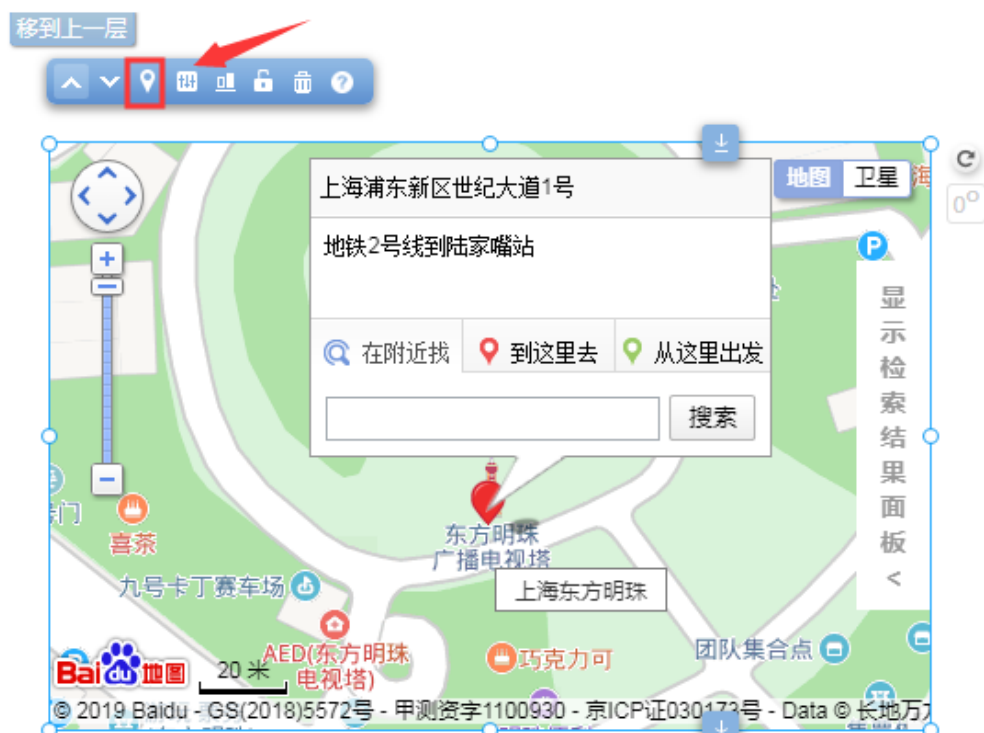 移到上一层
上海浦东新区世纪大道1号
地图 卫星
海
0°
地铁2号线到陆家嘴站
P
显示检索结果面板
<
在附近找 到这里去 从这里出发
搜索
门
喜茶
东方明珠
广播电视塔
九号卡丁赛车场
上海东方明珠
AED(东方明珠
电视塔)
巧克力可
团队集合点
Bai du 地图
20 米
© 2019 Baidu - GS(2018)5572号 - 甲测资字1100930 - 京ICP证030173号 - Data © 长地万